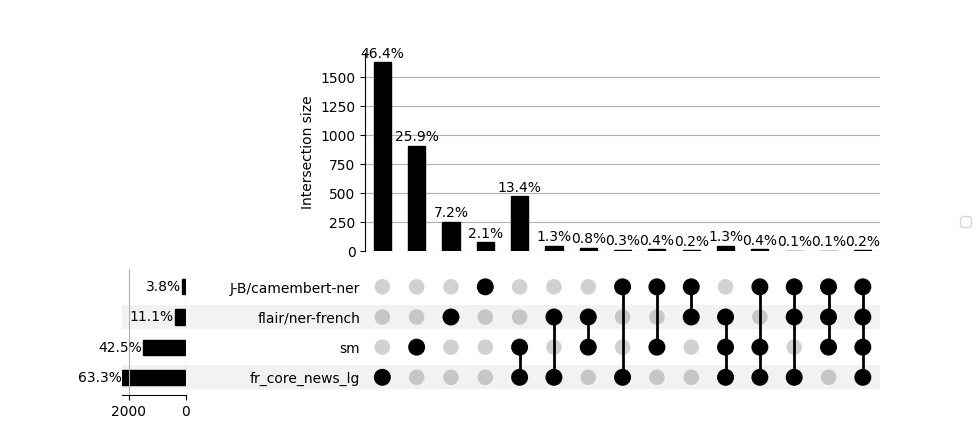 46.4%
1500
1250
25.9%
1000
750
Intersection size
13.4%
500
7.2%
250
2.1%
1.3% 0.8% 0.3% 0.4% 0.2% 1.3% 0.4% 0.1% 0.1% 0.2%
0
3.8% J-B/camembert-ner
11.1% flair/ner-french
42.5% sm
63.3% fr_core_news_lg
2000 0